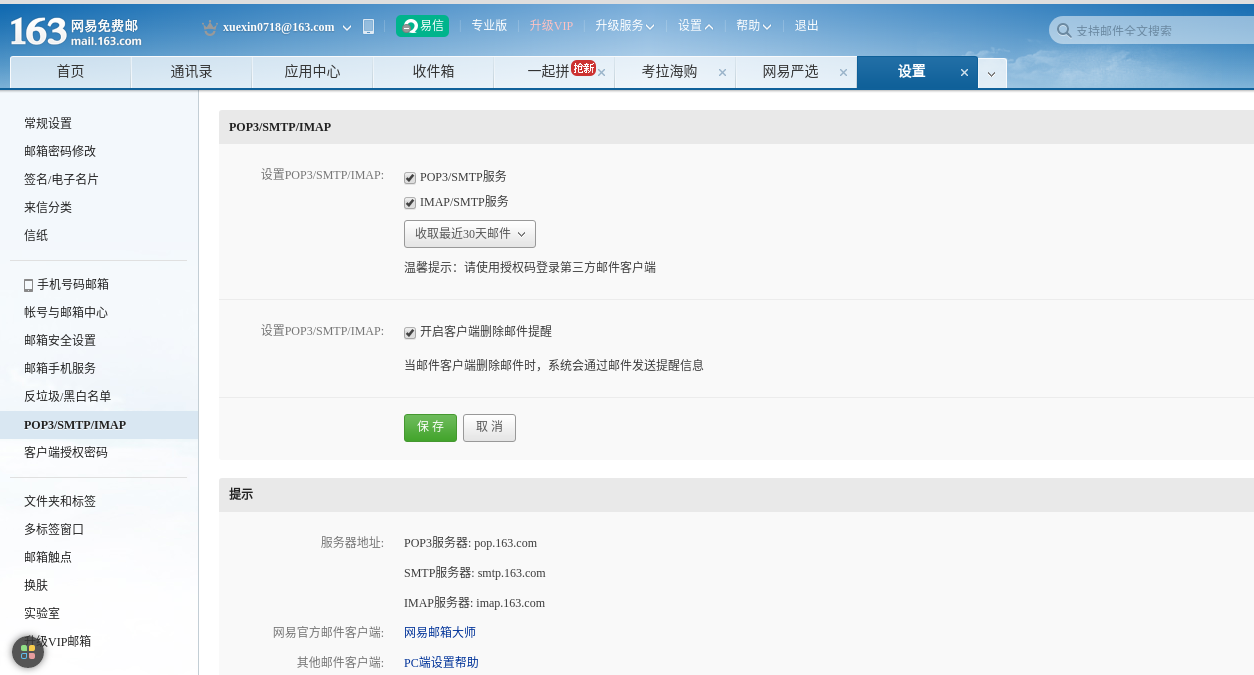 163 网易免费邮
mail.163.com
xuexin0718@163.com 易信 专业版 升级VIP 升级服务 设置 帮助 退出
支持邮件全文搜索
首页 通讯录 应用中心 收件箱 一起拼 抢新 考拉海购 网易严选 设置
常规设置
邮箱密码修改
签名/电子名片
来信分类
信纸
手机号码邮箱
帐号与邮箱中心
邮箱安全设置
邮箱手机服务
反垃圾/黑白名单
POP3/SMTP/IMAP
客户端授权密码
文件夹和标签
多标签窗口
邮箱触点
换肤
实验室
升级VIP邮箱
POP3/SMTP/IMAP
设置POP3/SMTP/IMAP: POP3/SMTP服务
IMAP/SMTP服务
收取最近30天邮件
温馨提示：请使用授权码登录第三方邮件客户端
设置POP3/SMTP/IMAP: 开启客户端删除邮件提醒
当邮件客户端删除邮件时，系统会通过邮件发送提醒信息
保 存 取 消
提示
服务器地址: POP3服务器: pop.163.com
SMTP服务器: smtp.163.com
IMAP服务器: imap.163.com
网易官方邮件客户端: 网易邮箱大师
其他邮件客户端: PC端设置帮助